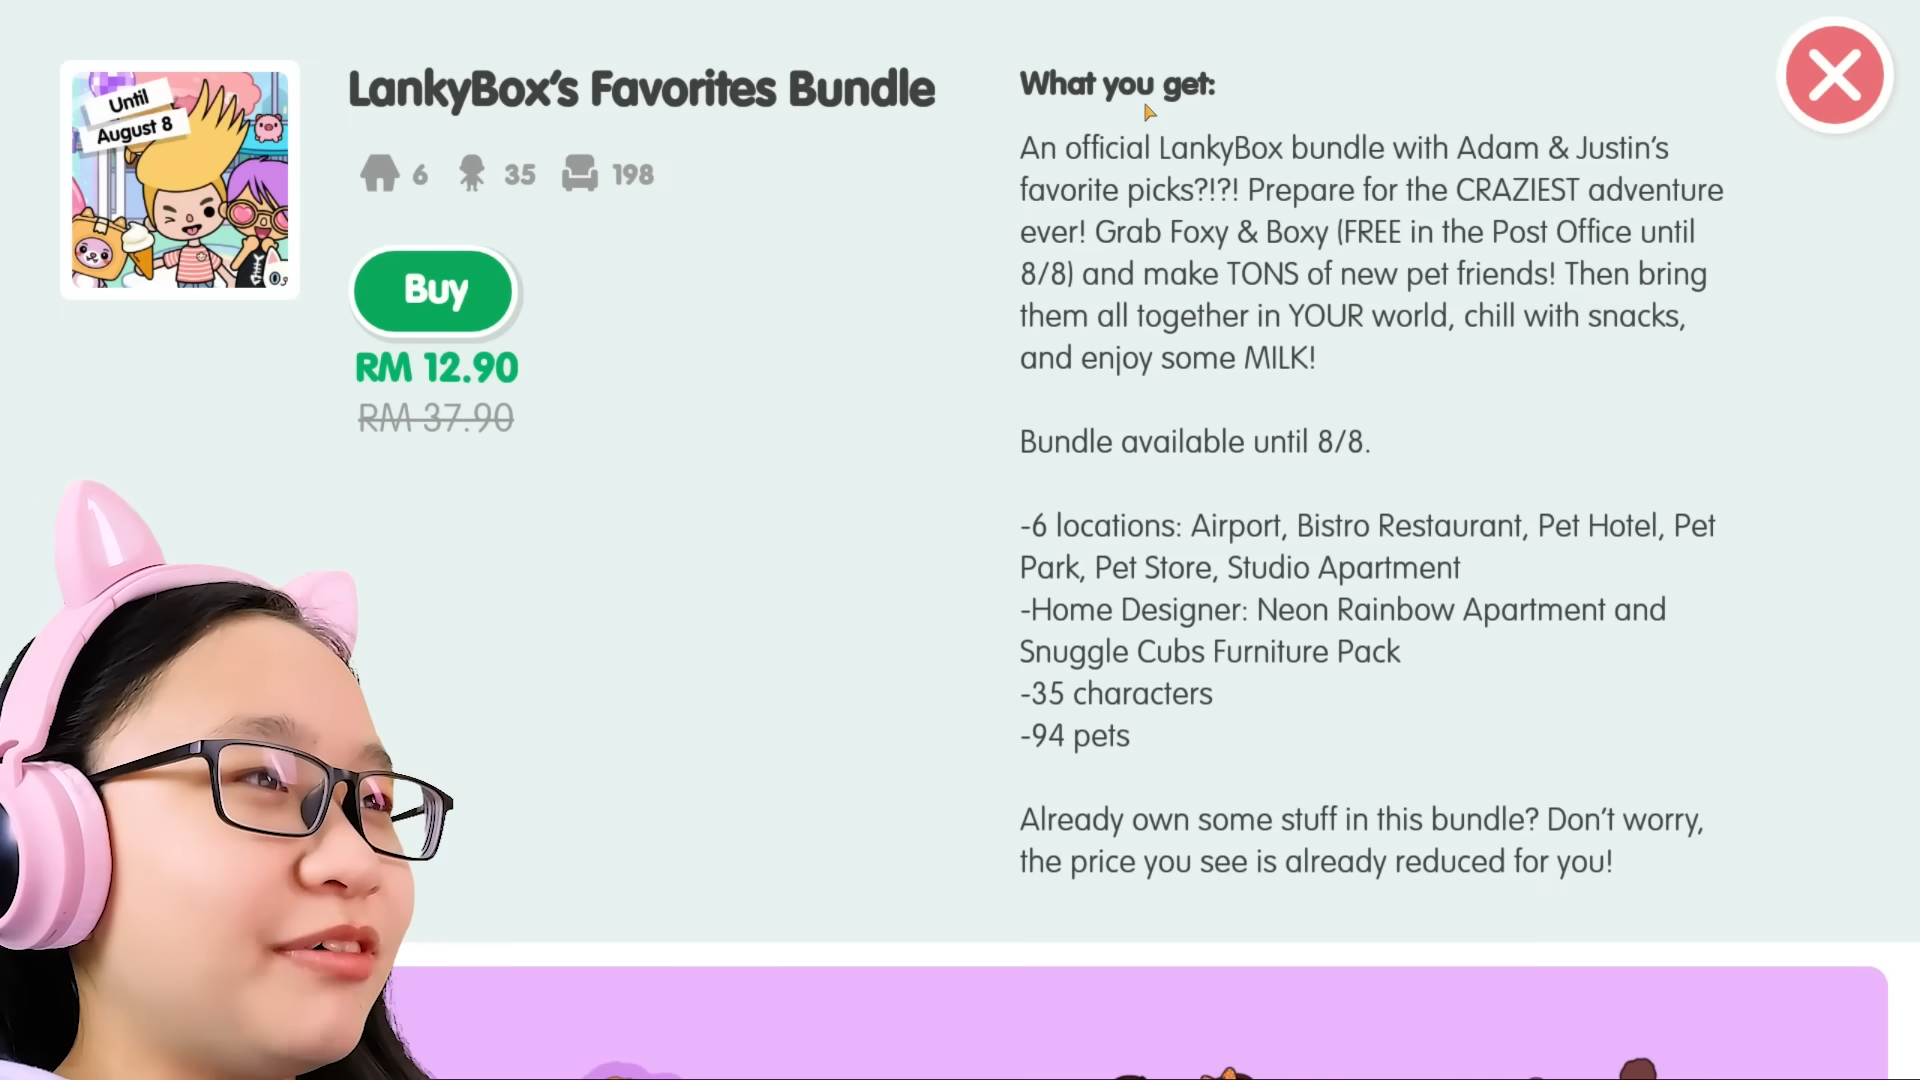 Until
August 8
LankyBox's Favorites Bundle
6 35 198
Buy
RM 12.90
RM 37.90
What you get:
An official LankyBox bundle with Adam & Justin's
favorite picks?!?! Prepare for the CRAZIEST adventure
ever! Grab Foxy & Boxy (FREE in the Post Office until
8/8) and make TONS of new pet friends! Then bring
them all together in YOUR world, chill with snacks,
and enjoy some MILK!
Bundle available until 8/8.
-6 locations: Airport, Bistro Restaurant, Pet Hotel, Pet
Park, Pet Store, Studio Apartment
-Home Designer: Neon Rainbow Apartment and
Snuggle Cubs Furniture Pack
-35 characters
-94 pets
Already own some stuff in this bundle? Don't worry,
the price you see is already reduced for you!